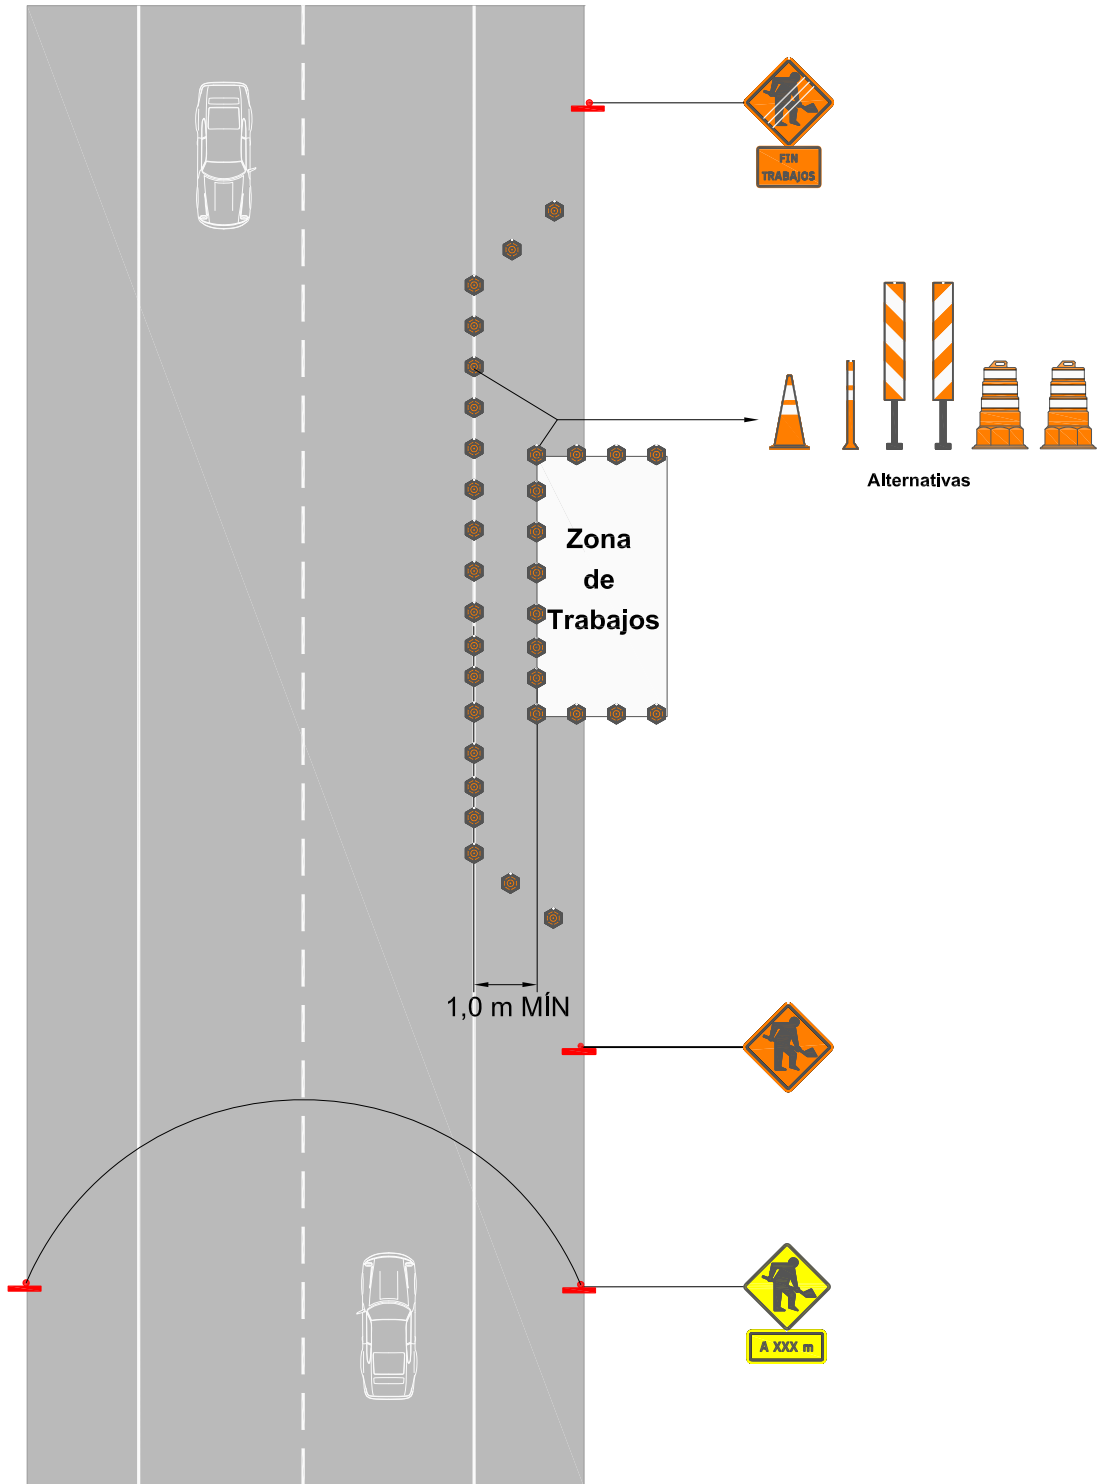 FIN
TRABAJOS
Alternativas
Zona
de
Trabajos
1,0 m MÍN
A XXX m